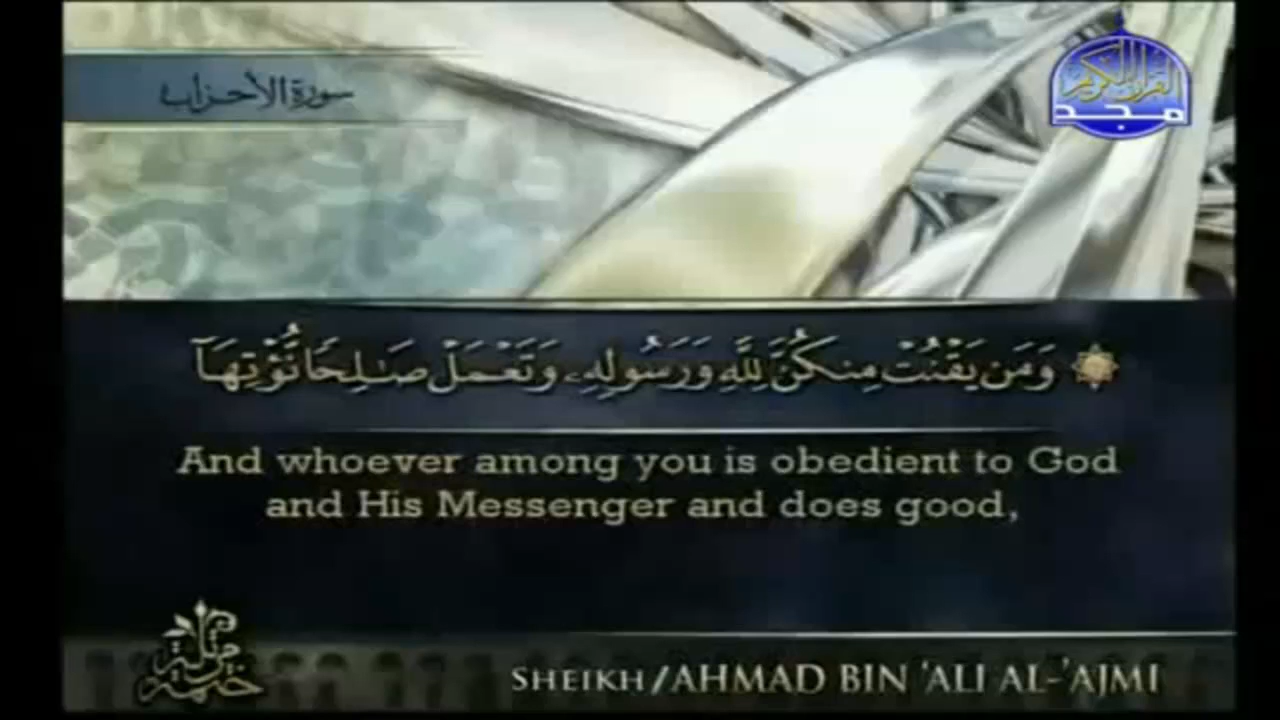 سورة الأحزاب
القرآن الكريم
مجد
۞ وَمَن يَقْنُتْ مِنكُنَّ لِلَّهِ وَرَسُولِهِۦ وَتَعْمَلْ صَـٰلِحًا نُّؤْتِهَآ
And whoever among you is obedient to God
and His Messenger and does good,
ختمة مرتلة
SHEIKH/AHMAD BIN 'ALI AL-'AJMI